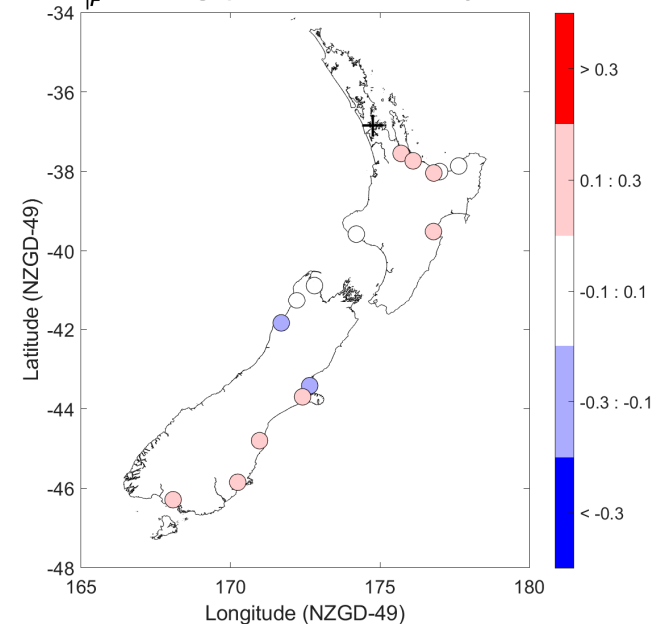 -34
-36
-38
-40
-42
-44
-46
-48
165
170
175
180
Latitude (NZGD-49)
Longitude (NZGD-49)
> 0.3
0.1 : 0.3
-0.1 : 0.1
-0.3 : -0.1
< -0.3